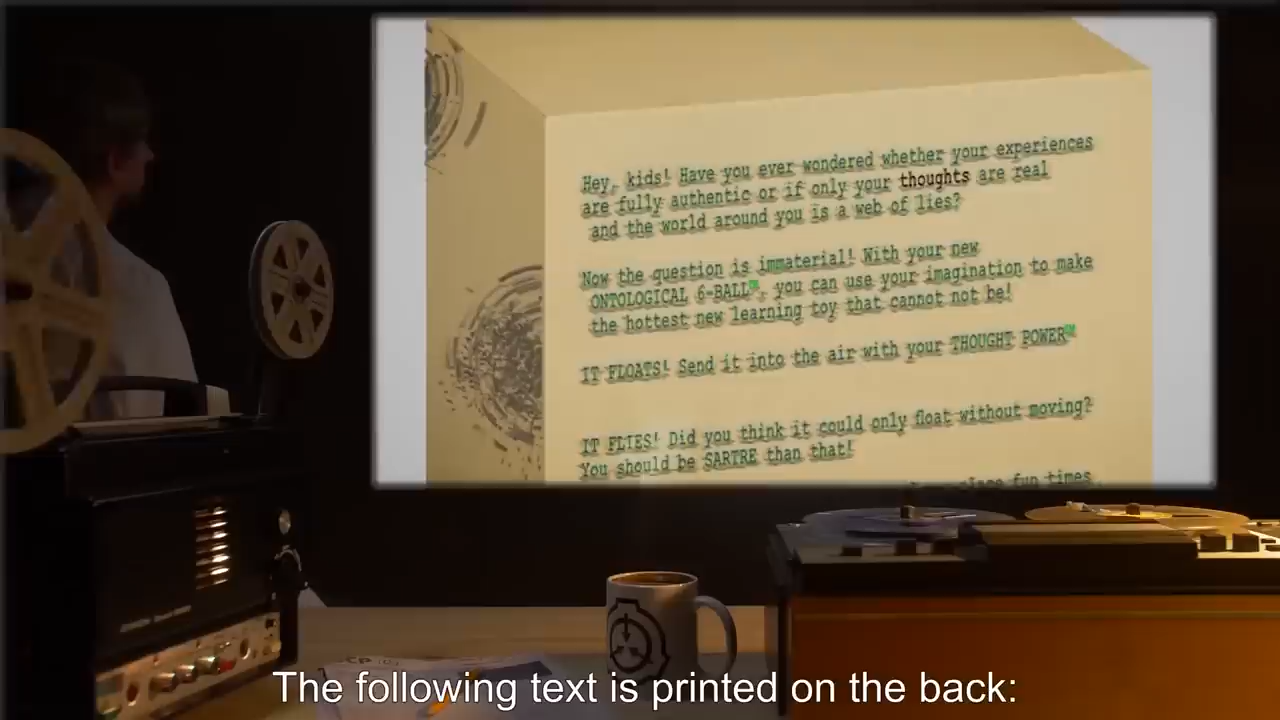 Hey, kids! Have you ever wondered whether your experiences
are fully authentic or if only your thoughts are real
and the world around you is a web of lies?
Now the question is immaterial! With your new
ONTOLOGICAL 6-BALL™, you can use your imagination to make
the hottest new learning toy that cannot not be!
IT FLOATS! Send it into the air with your THOUGHT POWER™
IT FLIES! Did you think it could only float without moving?
You should be SARTRE than that!
fun times
The following text is printed on the back: